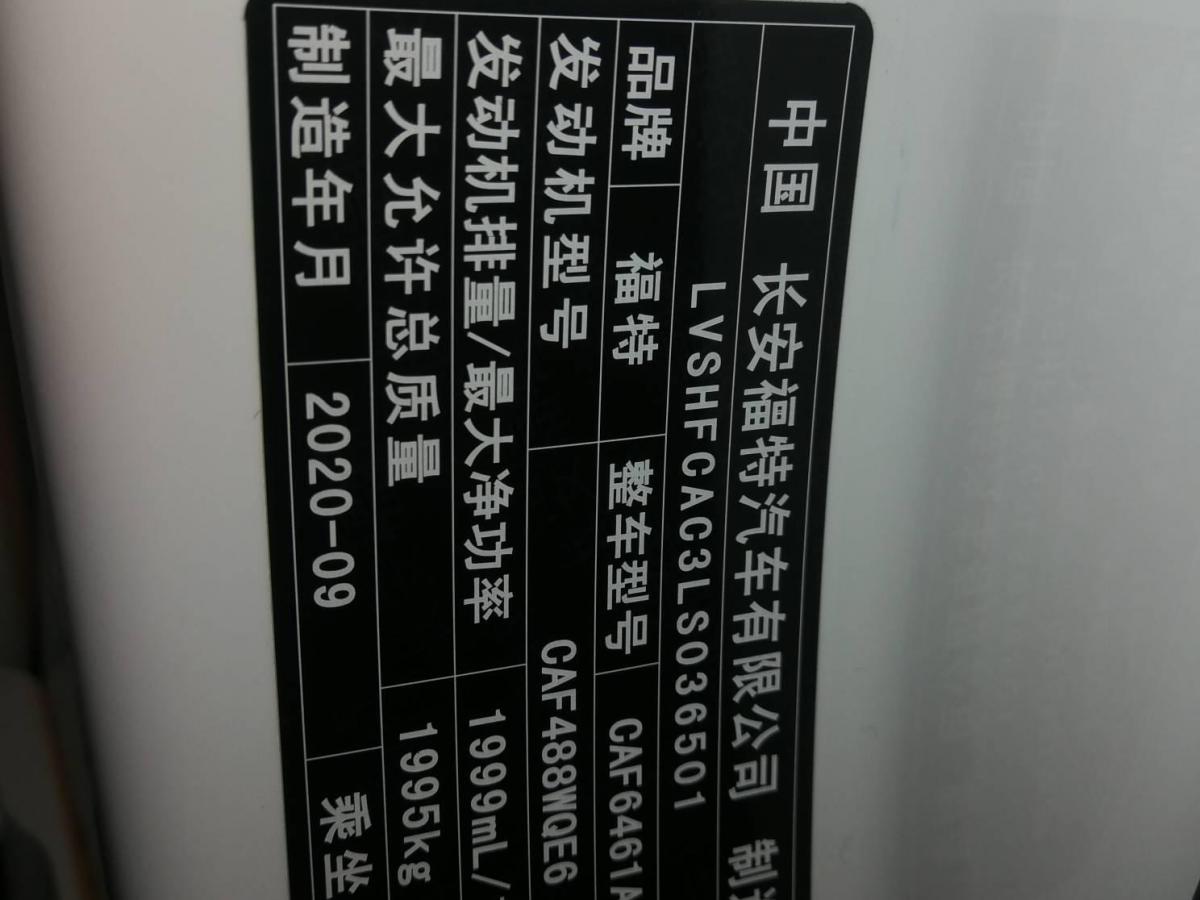 中国 长安福特汽车有限公司 制造
LVSHFCAC3LS036501
品牌 福特 整车型号 CAF6461A
发动机型号 CAF488WQE6
发动机排量/最大净功率 1999mL/
最大允许总质量 1995kg
制造年月 2020-09 乘坐